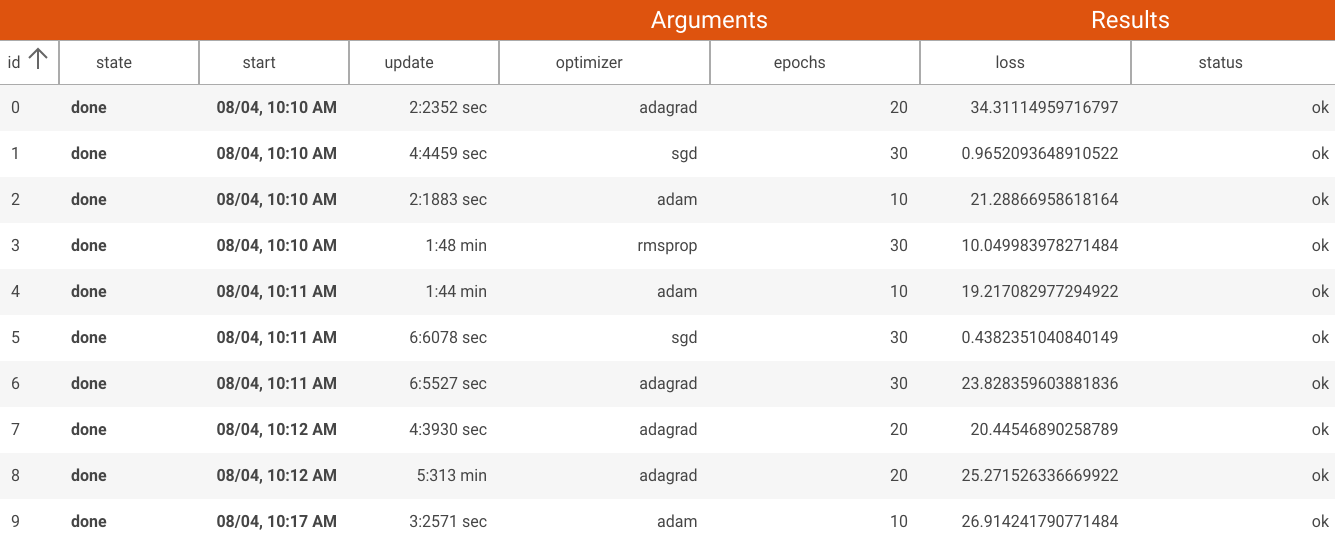 Arguments Results
id state start update optimizer epochs loss status
0 done 08/04, 10:10 AM 2:2352 sec adagrad 20 34.31114959716797 ok
1 done 08/04, 10:10 AM 4:4459 sec sgd 30 0.9652093648910522 ok
2 done 08/04, 10:10 AM 2:1883 sec adam 10 21.28866958618164 ok
3 done 08/04, 10:10 AM 1:48 min rmsprop 30 10.049983978271484 ok
4 done 08/04, 10:11 AM 1:44 min adam 10 19.217082977294922 ok
5 done 08/04, 10:11 AM 6:6078 sec sgd 30 0.4382351040840149 ok
6 done 08/04, 10:11 AM 6:5527 sec adagrad 30 23.828359603881836 ok
7 done 08/04, 10:12 AM 4:3930 sec adagrad 20 20.44546890258789 ok
8 done 08/04, 10:12 AM 5:313 min adagrad 20 25.271526336669922 ok
9 done 08/04, 10:17 AM 3:2571 sec adam 10 26.914241790771484 ok